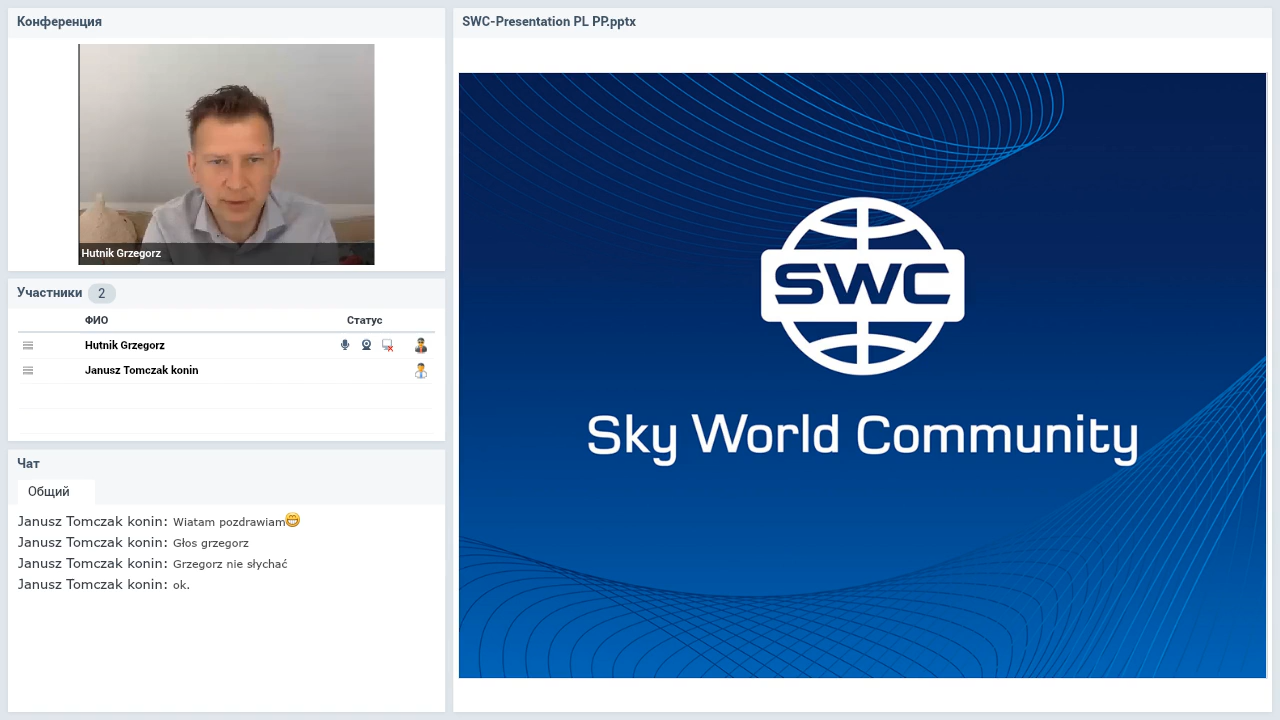 Конференция
Hutnik Grzegorz
Участники 2
ФИО Статус
Hutnik Grzegorz
Janusz Tomczak konin
Чат
Общий
Janusz Tomczak konin: Wiatam pozdrawiam
Janusz Tomczak konin: Głos grzegorz
Janusz Tomczak konin: Grzegorz nie słychać
Janusz Tomczak konin: ok.
SWC-Presentation PL PP.pptx
SWC
Sky World Community